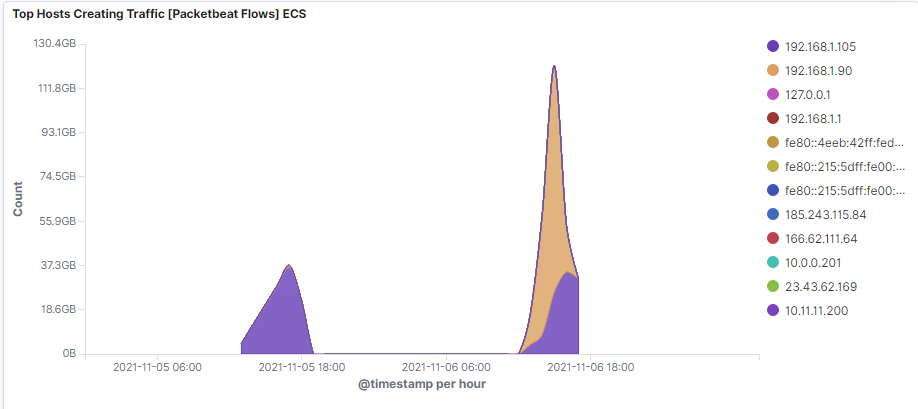 Top Hosts Creating Traffic [Packetbeat Flows] ECS
130.4GB
111.8GB
93.1GB
74.5GB
55.9GB
37.3GB
18.6GB
0B
Count
2021-11-05 06:00
2021-11-05 18:00
2021-11-06 06:00
2021-11-06 18:00
@timestamp per hour
192.168.1.105
192.168.1.90
127.0.0.1
192.168.1.1
fe80::4eeb:42ff:fed...
fe80::215:5dff:fe00:...
fe80::215:5dff:fe00:...
185.243.115.84
166.62.111.64
10.0.0.201
23.43.62.169
10.11.11.200